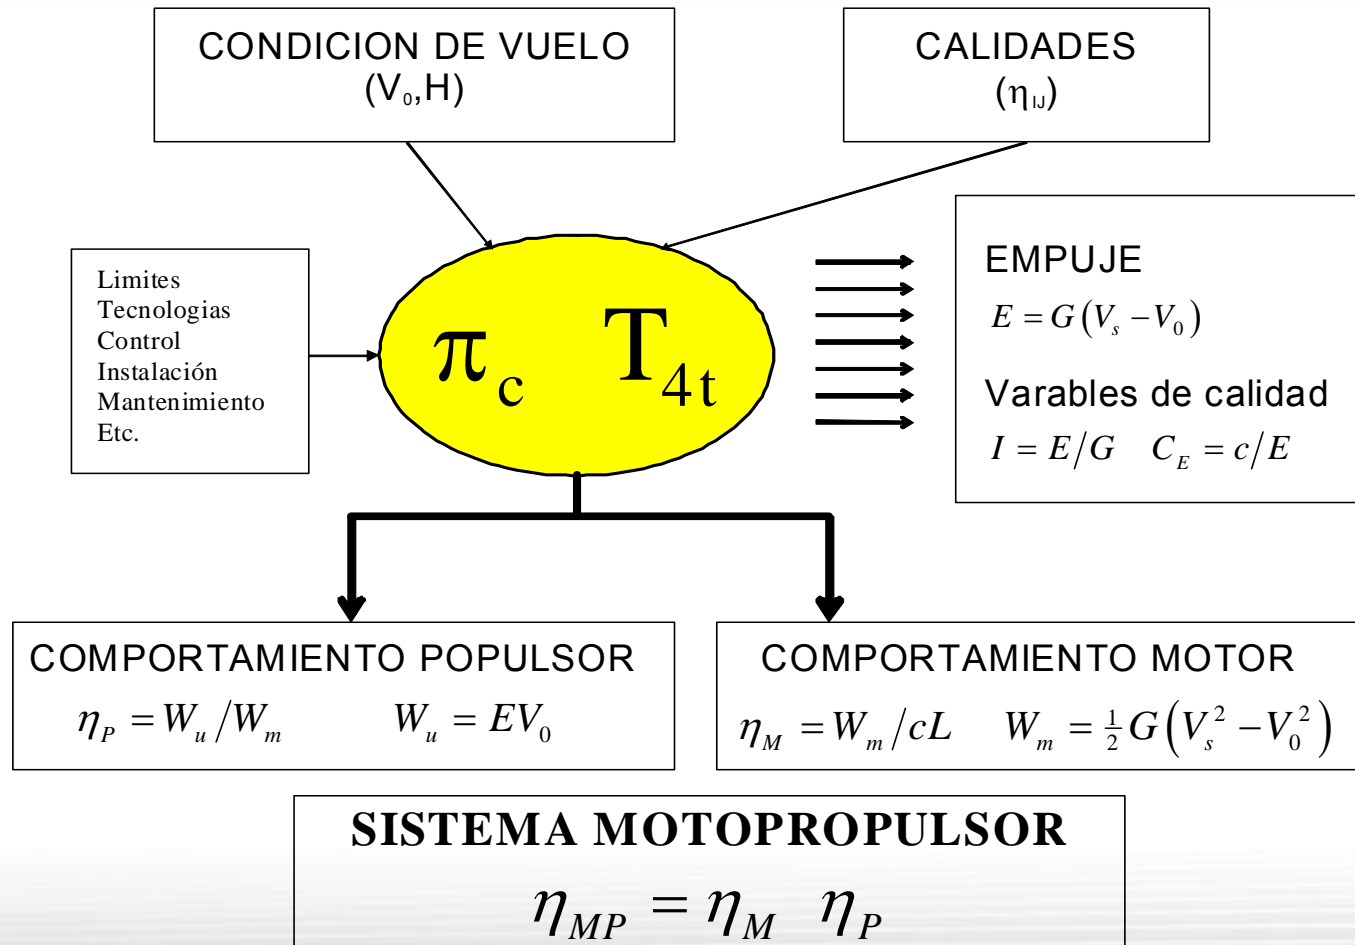 CONDICION DE VUELO
(V₀,H)
CALIDADES
(η_IJ)
Limites
Tecnologias
Control
Instalación
Mantenimiento
Etc.
π_c T_4t
EMPUJE
E = G(V_s − V_0)
Varables de calidad
I = E/G C_E = c/E
COMPORTAMIENTO POPULSOR
η_P = W_u/W_m W_u = EV_0
COMPORTAMIENTO MOTOR
η_M = W_m/cL W_m = ½ G(V_s² − V_0²)
SISTEMA MOTOPROPULSOR
η_MP = η_M η_P